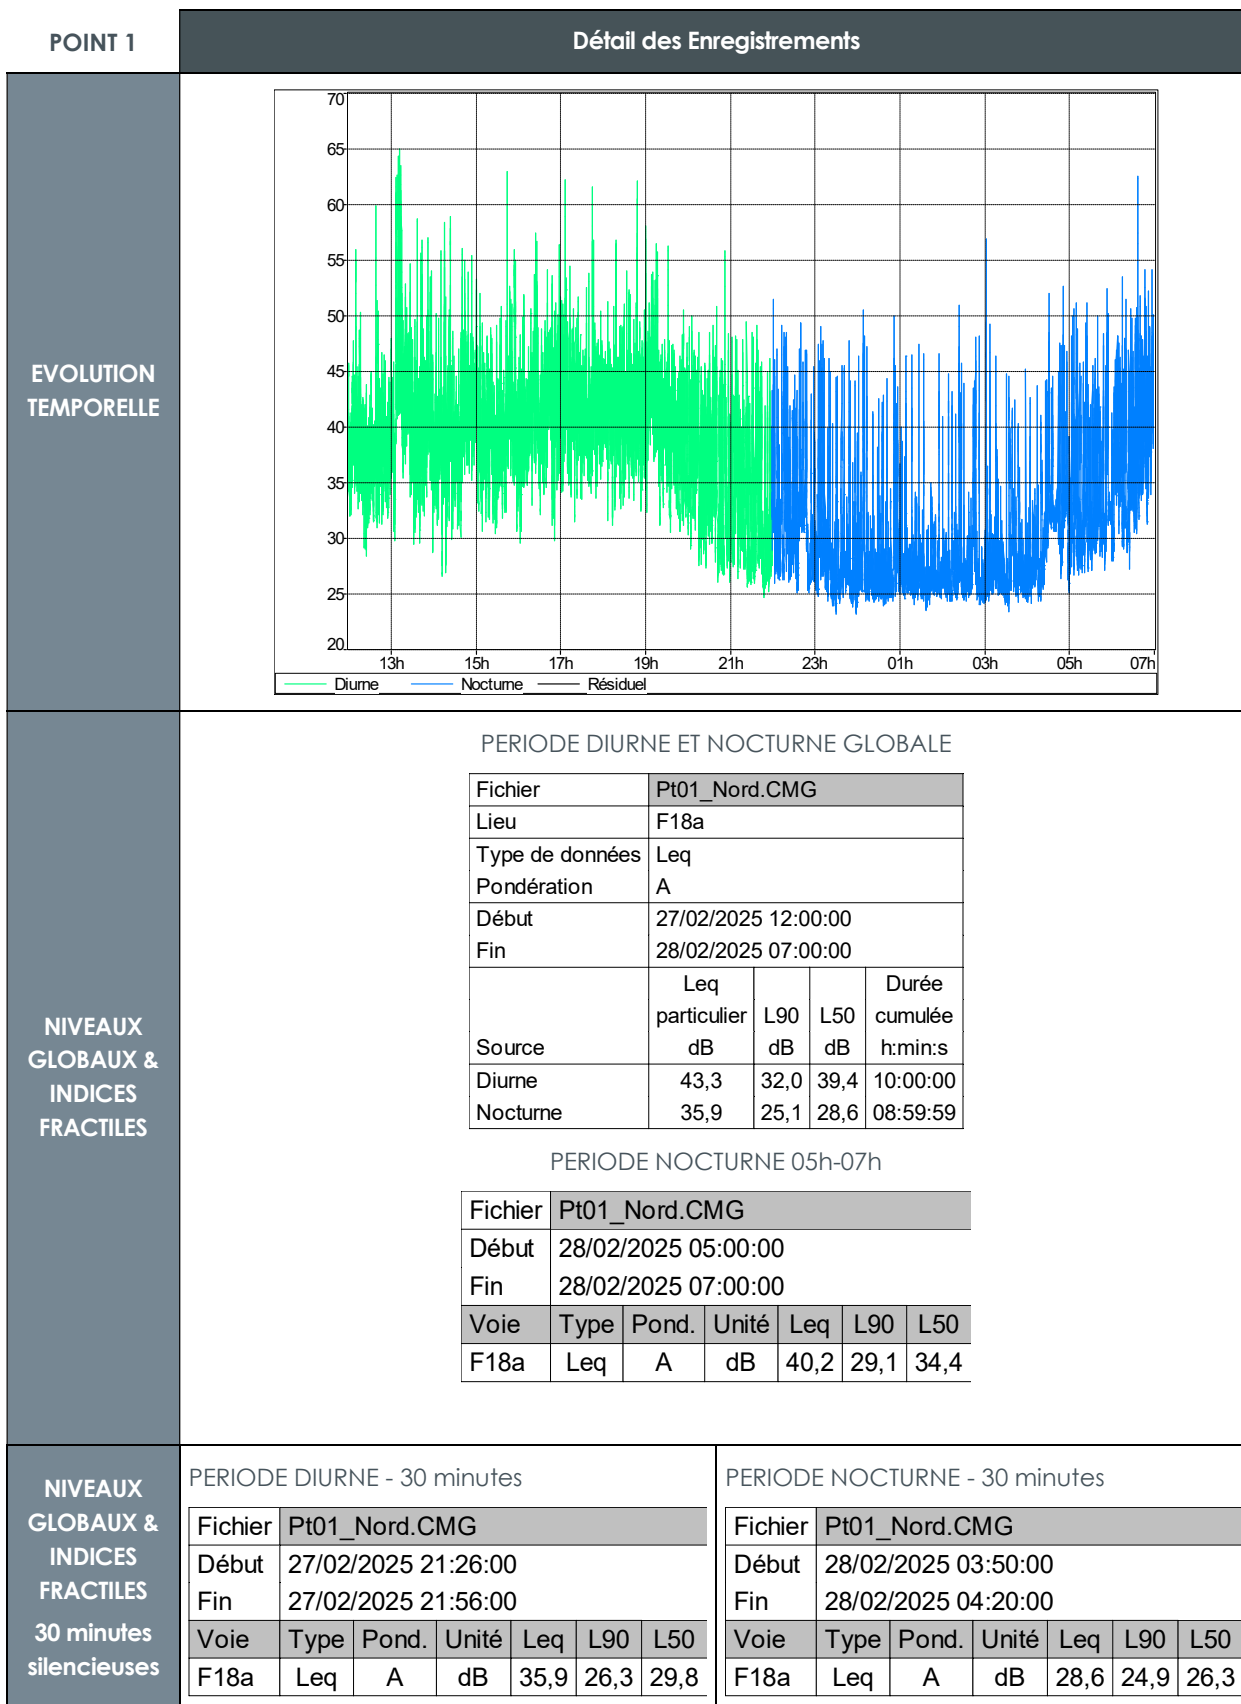 POINT 1
Détail des Enregistrements
EVOLUTION
TEMPORELLE
70
65
60
55
50
45
40
35
30
25
20
13h 15h 17h 19h 21h 23h 01h 03h 05h 07h
Diurne Nocturne Résiduel
NIVEAUX
GLOBAUX &
INDICES
FRACTILES
PERIODE DIURNE ET NOCTURNE GLOBALE
Fichier Pt01_Nord.CMG
Lieu F18a
Type de données Leq
Pondération A
Début 27/02/2025 12:00:00
Fin 28/02/2025 07:00:00
Leq Durée
particulier L90 L50 cumulée
Source dB dB dB h:min:s
Diurne 43,3 32,0 39,4 10:00:00
Nocturne 35,9 25,1 28,6 08:59:59
PERIODE NOCTURNE 05h-07h
Fichier Pt01_Nord.CMG
Début 28/02/2025 05:00:00
Fin 28/02/2025 07:00:00
Voie Type Pond. Unité Leq L90 L50
F18a Leq A dB 40,2 29,1 34,4
NIVEAUX
GLOBAUX &
INDICES
FRACTILES
30 minutes
silencieuses
PERIODE DIURNE - 30 minutes
Fichier Pt01_Nord.CMG
Début 27/02/2025 21:26:00
Fin 27/02/2025 21:56:00
Voie Type Pond. Unité Leq L90 L50
F18a Leq A dB 35,9 26,3 29,8
PERIODE NOCTURNE - 30 minutes
Fichier Pt01_Nord.CMG
Début 28/02/2025 03:50:00
Fin 28/02/2025 04:20:00
Voie Type Pond. Unité Leq L90 L50
F18a Leq A dB 28,6 24,9 26,3